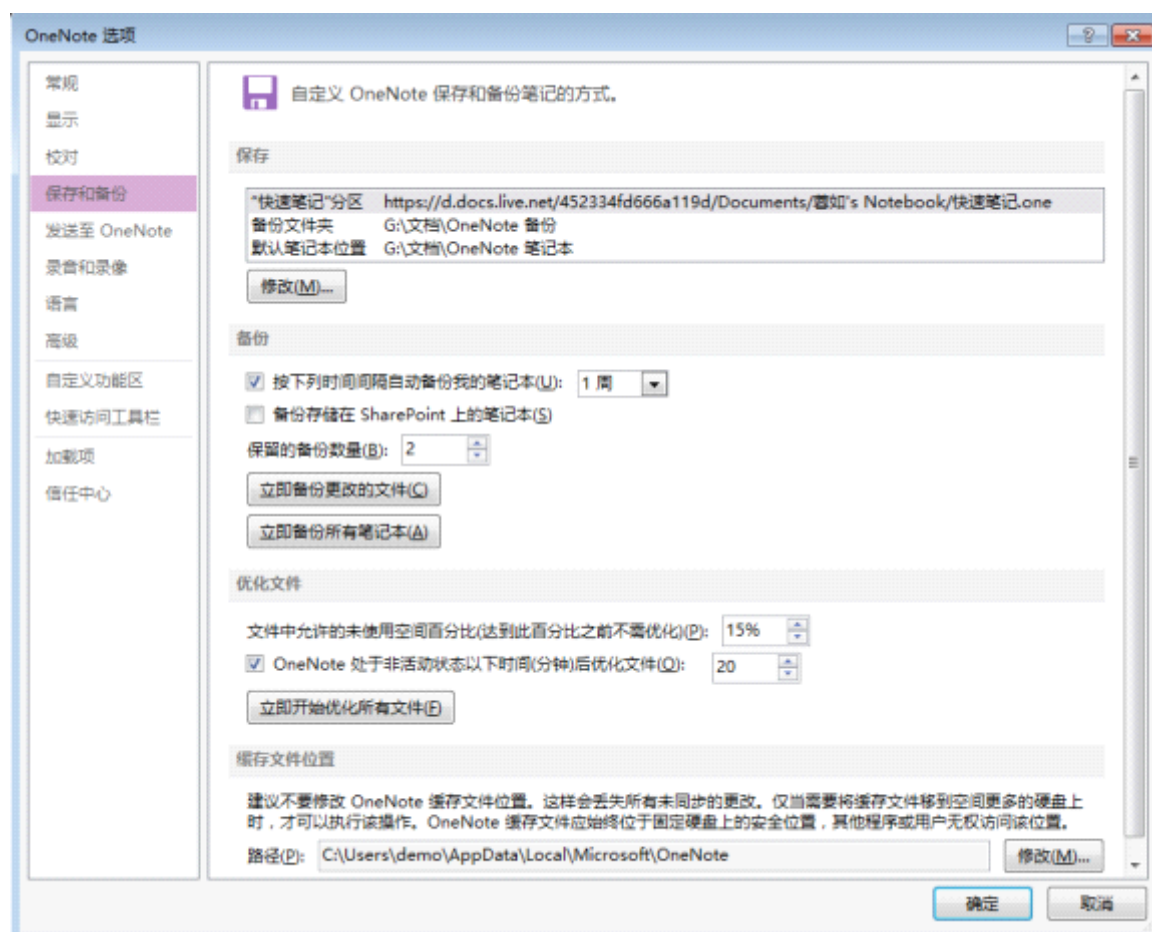 OneNote 选项
常规
显示
校对
保存和备份
发送至 OneNote
录音和录像
语言
高级
自定义功能区
快速访问工具栏
加载项
信任中心
自定义 OneNote 保存和备份笔记的方式。
保存
"快速笔记"分区 https://d.docs.live.net/452334fd666a119d/Documents/蓉如's Notebook/快速笔记.one
备份文件夹 G:\文档\OneNote 备份
默认笔记本位置 G:\文档\OneNote 笔记本
修改(M)...
备份
按下列时间间隔自动备份我的笔记本(U): 1 周
备份存储在 SharePoint 上的笔记本(S)
保留的备份数量(B): 2
立即备份更改的文件(C)
立即备份所有笔记本(A)
优化文件
文件中允许的未使用空间百分比(达到此百分比之前不需优化)(P): 15%
OneNote 处于非活动状态以下时间(分钟)后优化文件(O): 20
立即开始优化所有文件(F)
缓存文件位置
建议不要修改 OneNote 缓存文件位置。这样会丢失所有未同步的更改。仅当需要将缓存文件移到空间更多的硬盘上
时，才可以执行该操作。OneNote 缓存文件应始终位于固定硬盘上的安全位置，其他程序或用户无权访问该位置。
路径(P): C:\Users\demo\AppData\Local\Microsoft\OneNote 修改(M)...
确定 取消